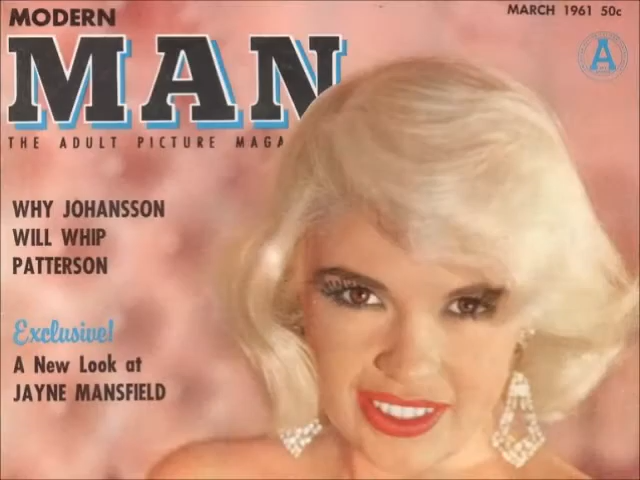 MODERN
MARCH 1961 50c
MAN
A
THE ADULT PICTURE
WHY JOHANSSON
WILL WHIP
PATTERSON
Exclusive!
A New Look at
JAYNE MANSFIELD